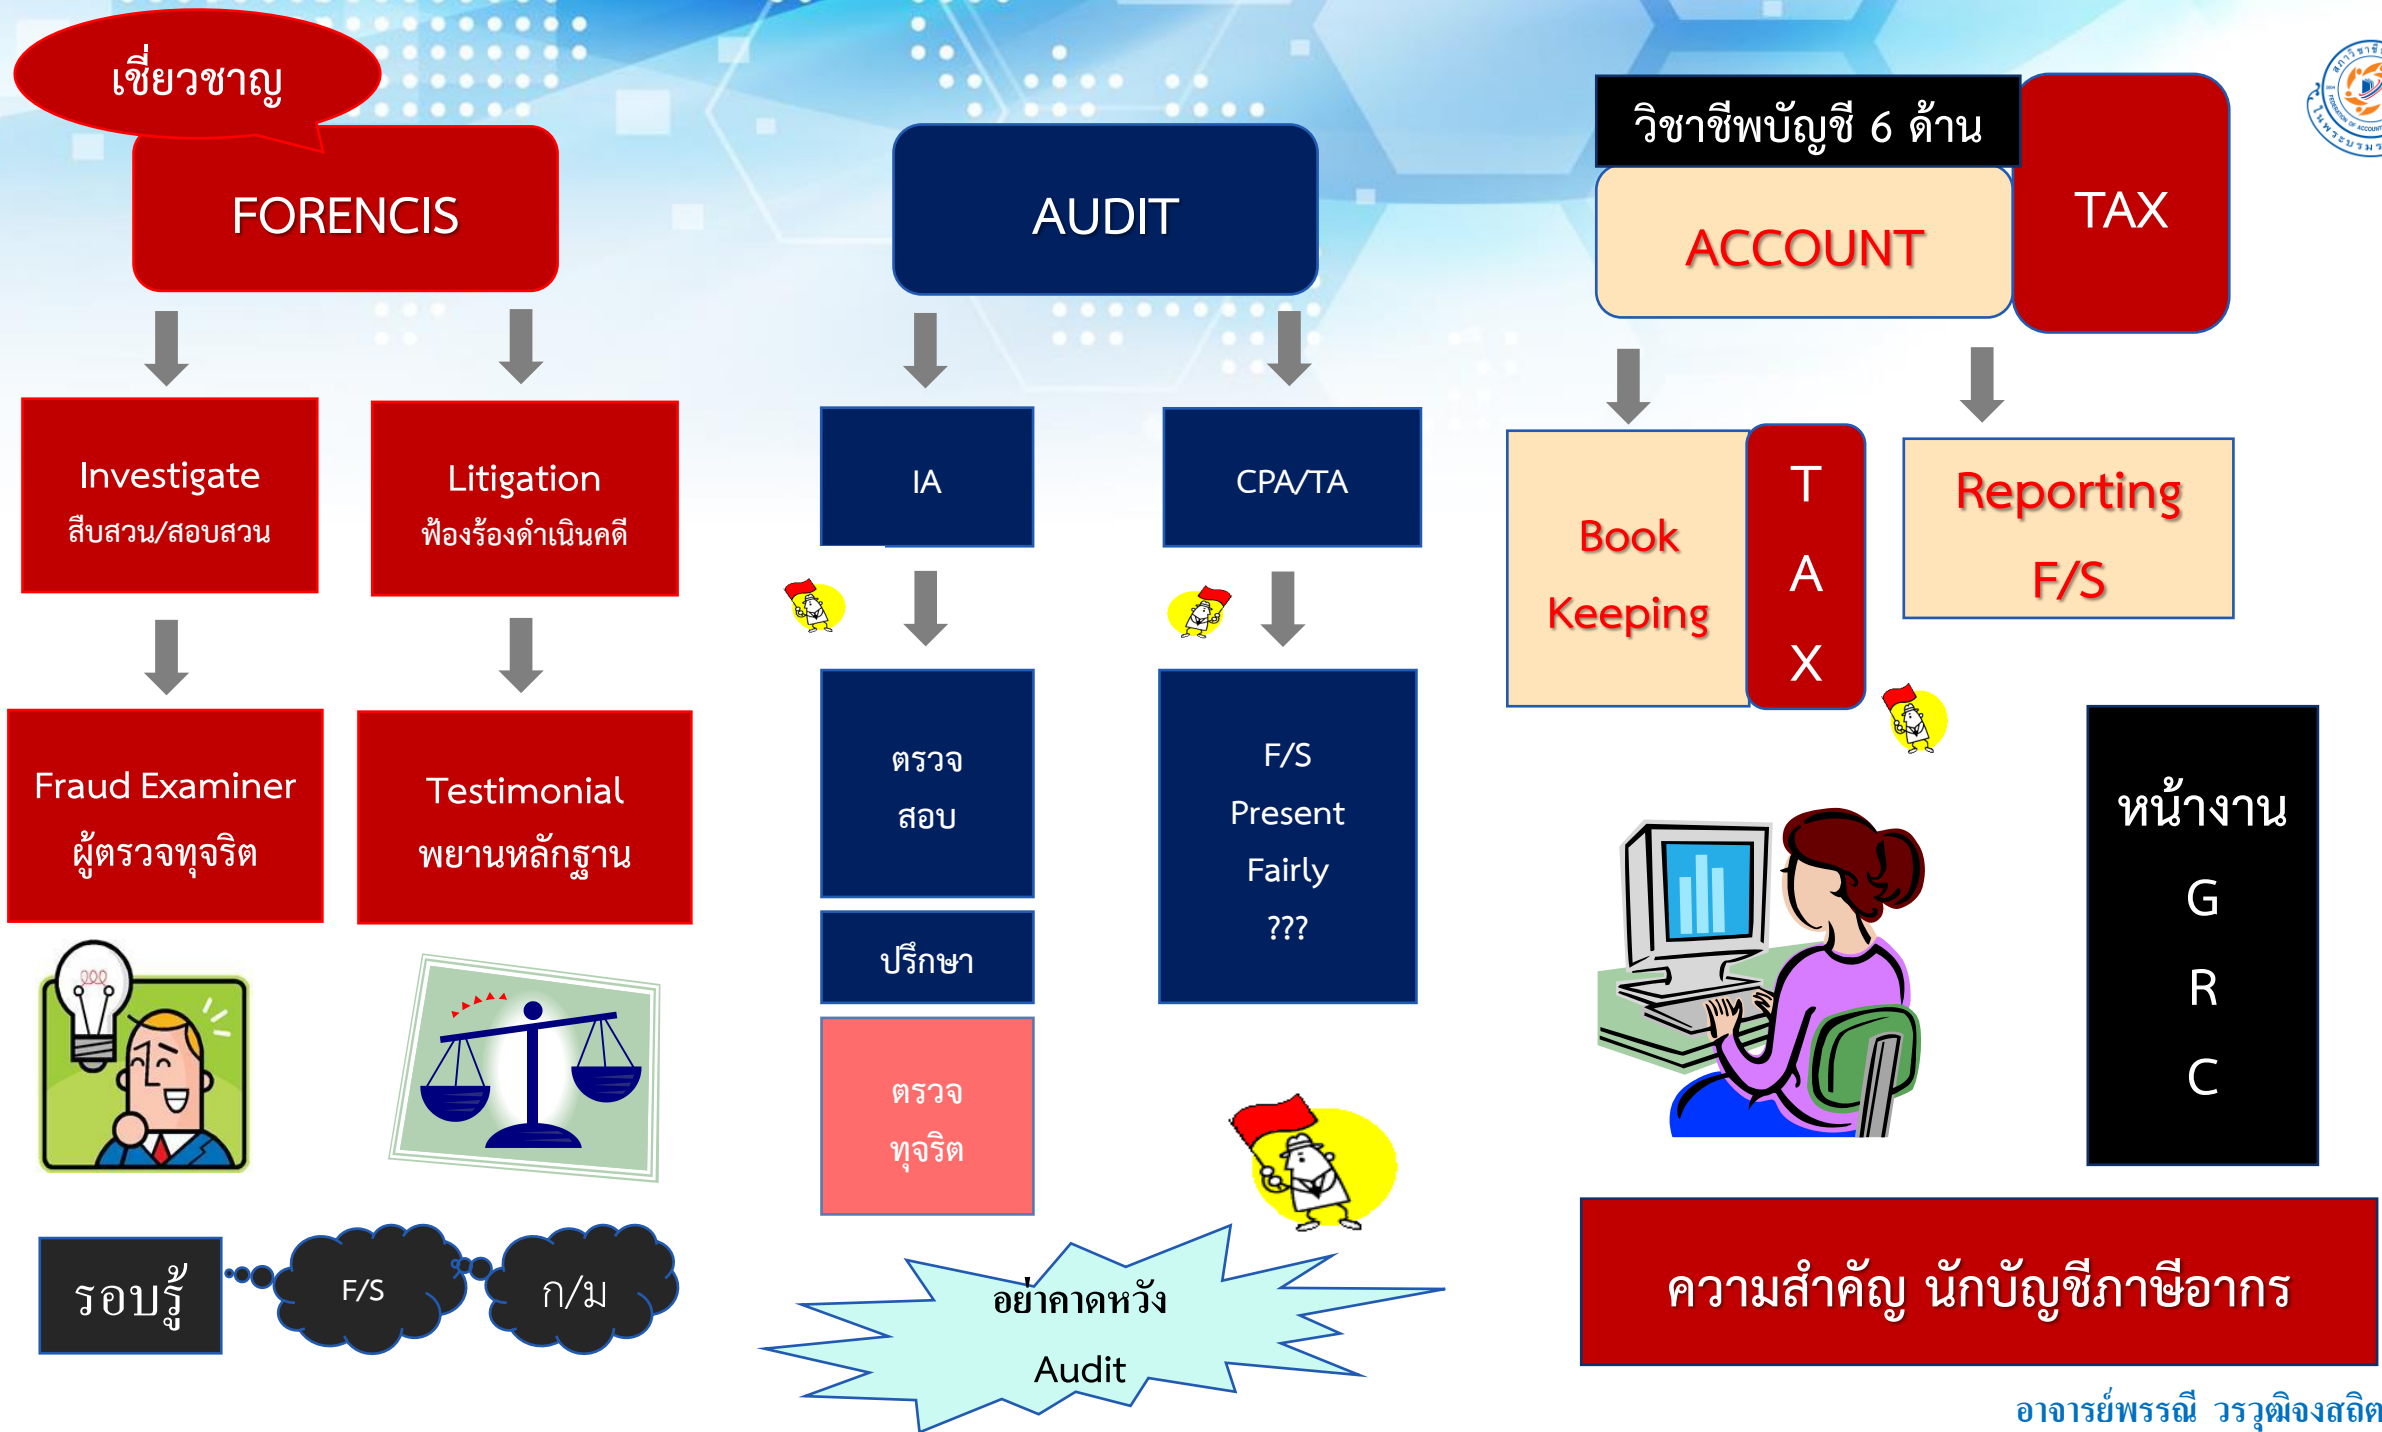 เชี่ยวชาญ
FORENCIS
Investigate
สืบสวน/สอบสวน
Litigation
ฟ้องร้องดำเนินคดี
Fraud Examiner
ผู้ตรวจทุจริต
Testimonial
พยานหลักฐาน
รอบรู้
F/S
ก/ม
AUDIT
IA
CPA/TA
ตรวจ
สอบ
ปรึกษา
ตรวจ
ทุจริต
F/S
Present
Fairly
???
อย่าคาดหวัง
Audit
วิชาชีพบัญชี 6 ด้าน
ACCOUNT
TAX
Book
Keeping
T
A
X
Reporting
F/S
หน้างาน
G
R
C
ความสำคัญ นักบัญชีภาษีอากร
อาจารย์พรรณี วรวุฒิจงสถิต